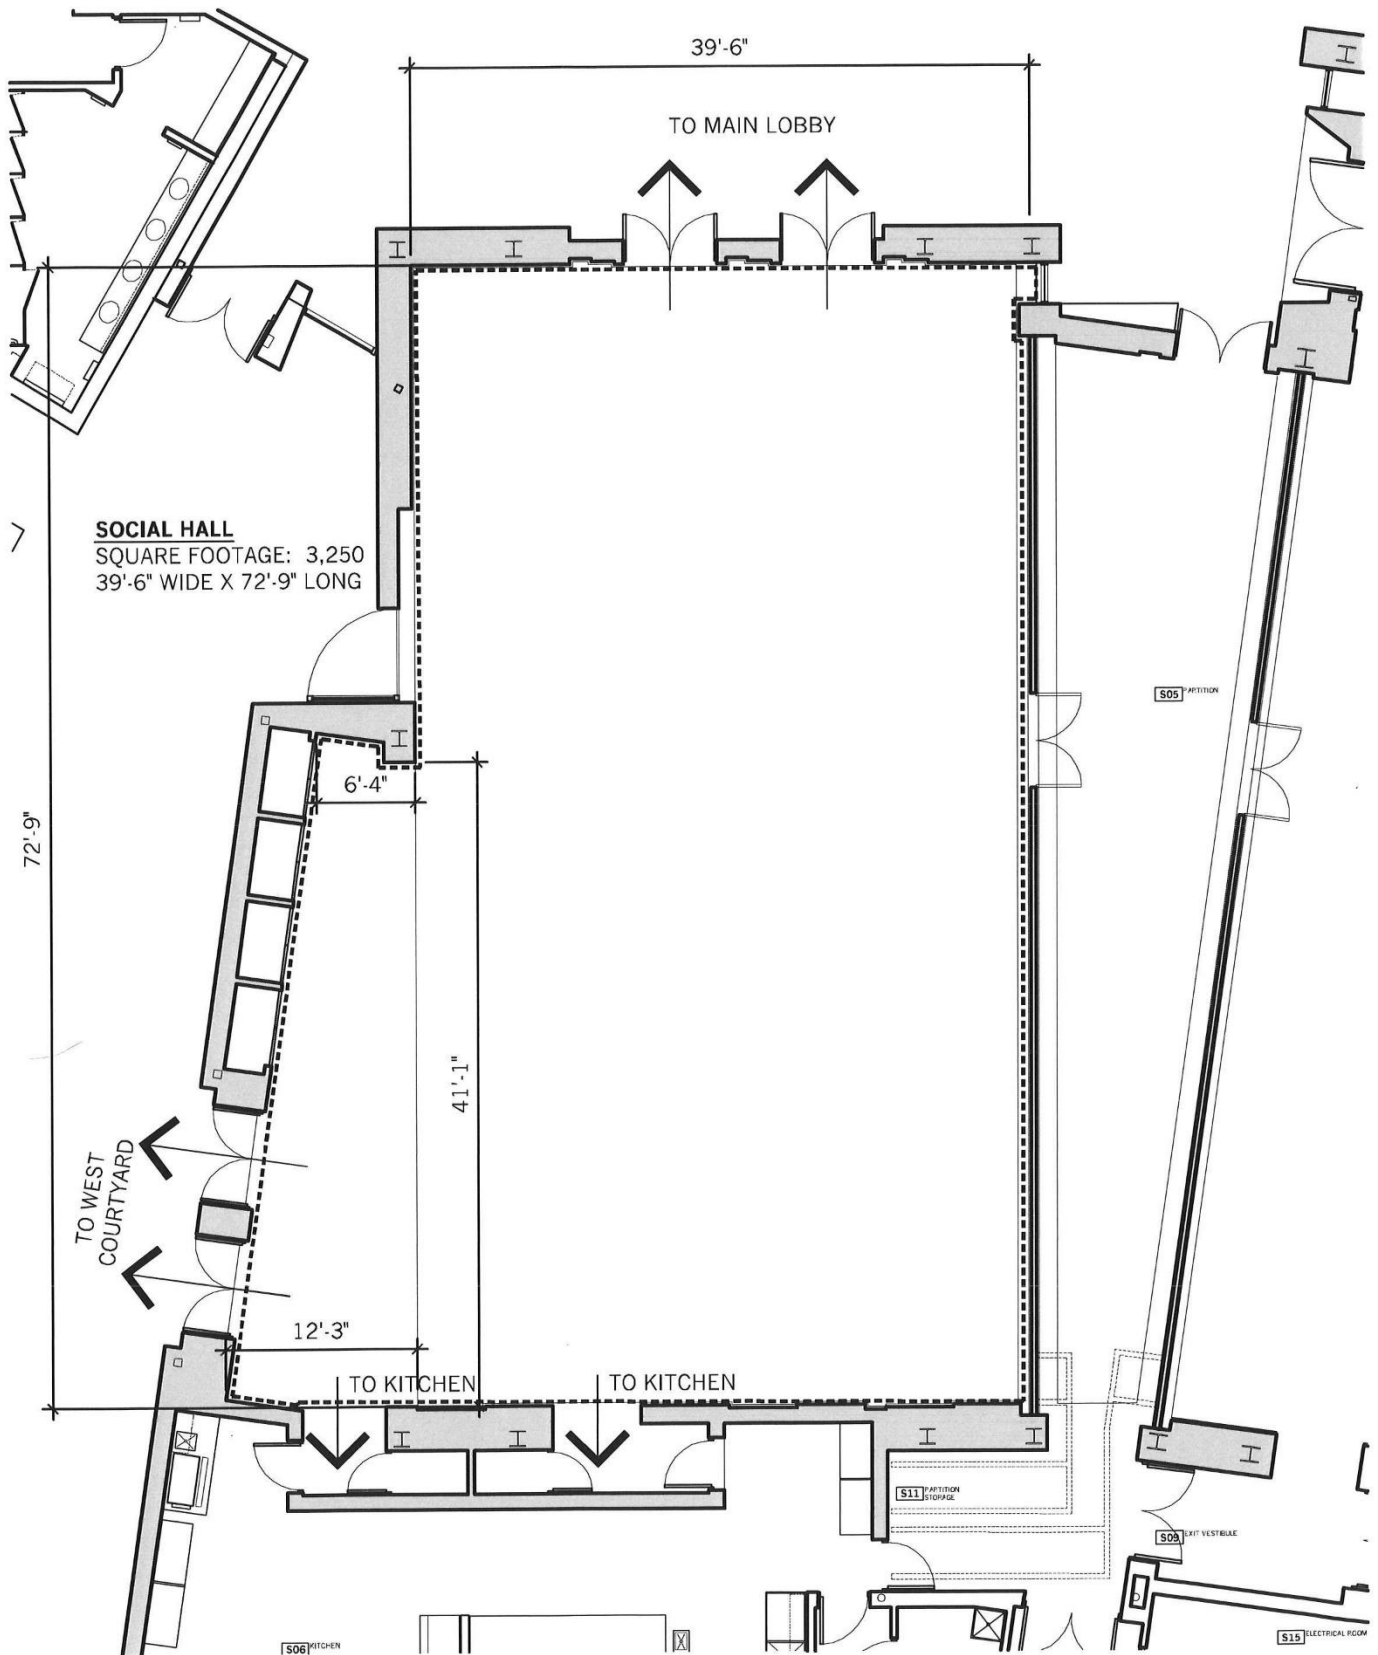 39'-6"
TO MAIN LOBBY
SOCIAL HALL
SQUARE FOOTAGE: 3,250
39'-6" WIDE X 72'-9" LONG
S05 PARTITION
6'-4"
72'-9"
41'-1"
TO WEST
COURTYARD
12'-3"
TO KITCHEN
TO KITCHEN
S11 PARTITION
STORAGE
S09 EXIT VESTIBULE
S06 KITCHEN
S15 ELECTRICAL ROOM